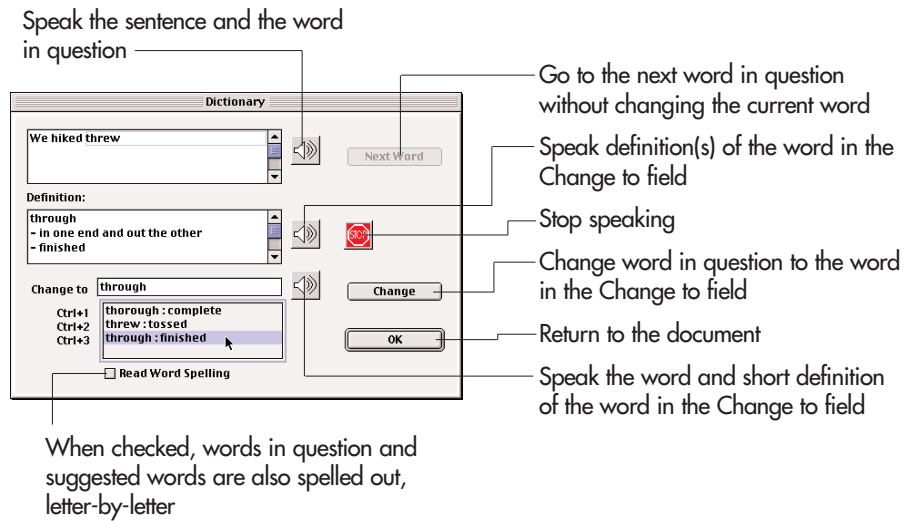 Speak the sentence and the word
in question
Go to the next word in question
without changing the current word
Dictionary
We hiked threw
Next Word
Speak definition(s) of the word in the
Change to field
Definition:
through
- in one end and out the other
- finished
STOP
Stop speaking
Change to
through
Change
Change word in question to the word
in the Change to field
Ctrl+1 thorough : complete
Ctrl+2 threw : tossed
Ctrl+3 through : finished
OK
Return to the document
Read Word Spelling
Speak the word and short definition
of the word in the Change to field
When checked, words in question and
suggested words are also spelled out,
letter-by-letter